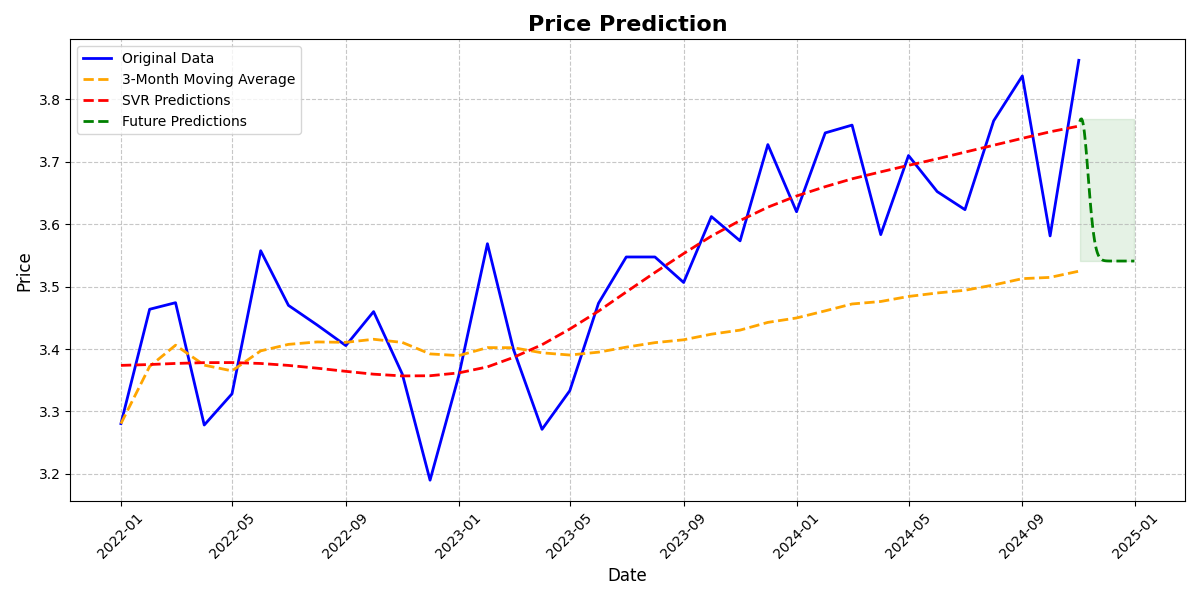 Price Prediction
Original Data
3-Month Moving Average
SVR Predictions
Future Predictions
Price
3.8
3.7
3.6
3.5
3.4
3.3
3.2
2022-01
2022-05
2022-09
2023-01
2023-05
2023-09
2024-01
2024-05
2024-09
2025-01
Date